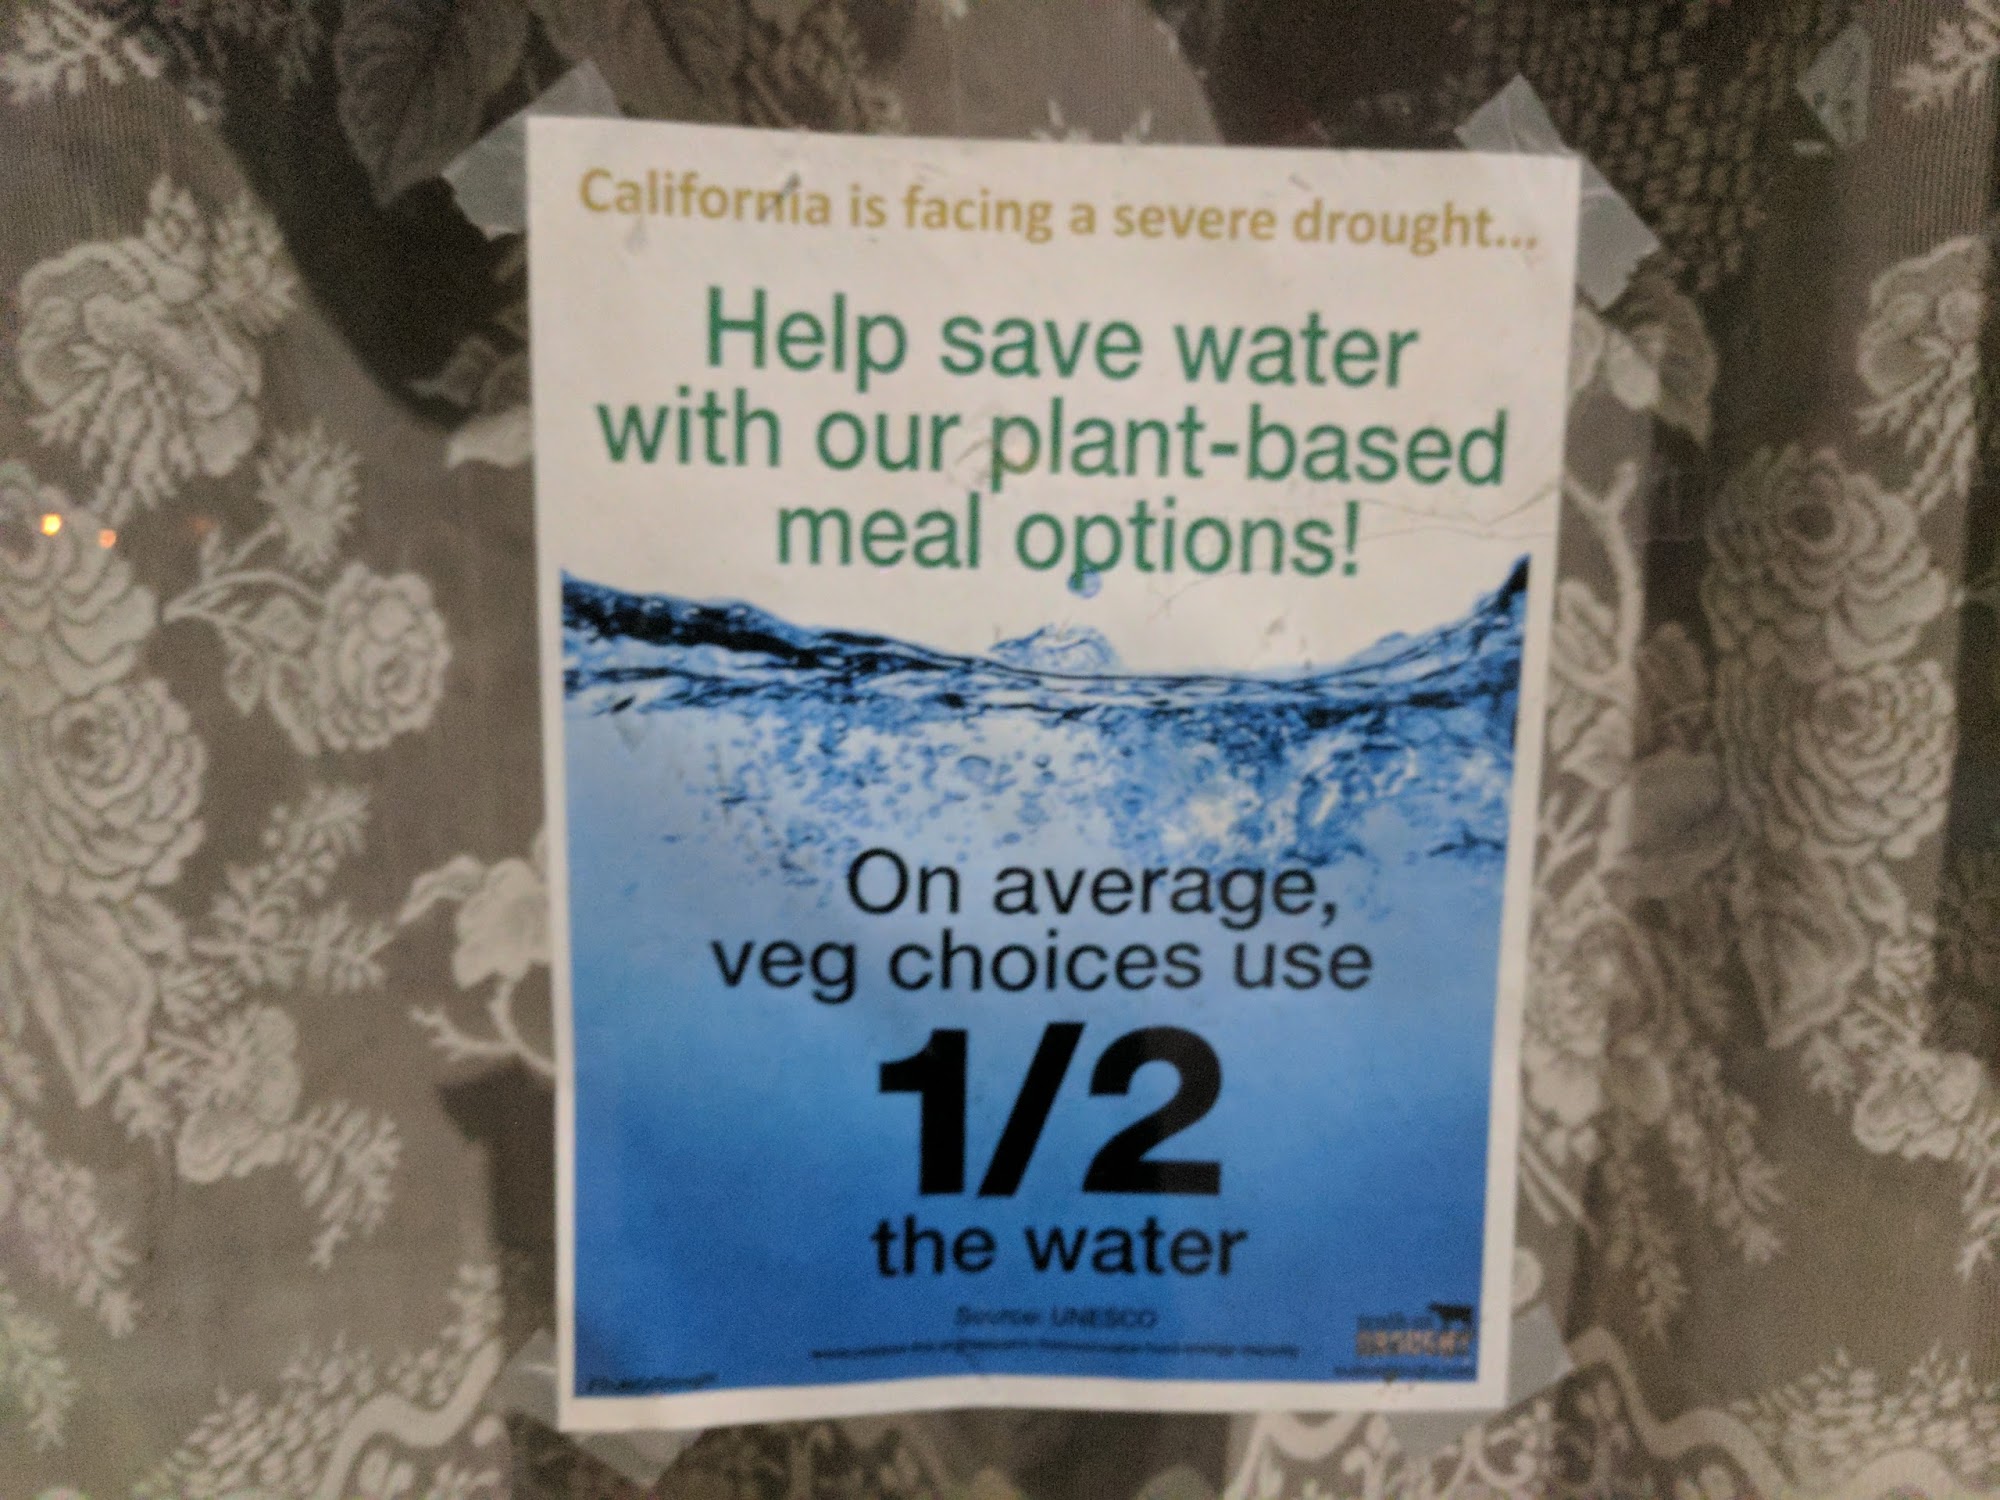 California is facing a severe drought...
Help save water
with our plant-based
meal options!
On average,
veg choices use
1/2
the water
Source: UNESCO